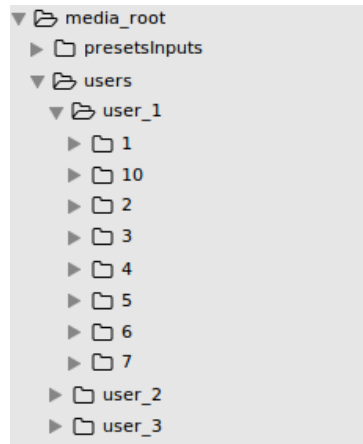 media_root
presetsInputs
users
user_1
1
10
2
3
4
5
6
7
user_2
user_3